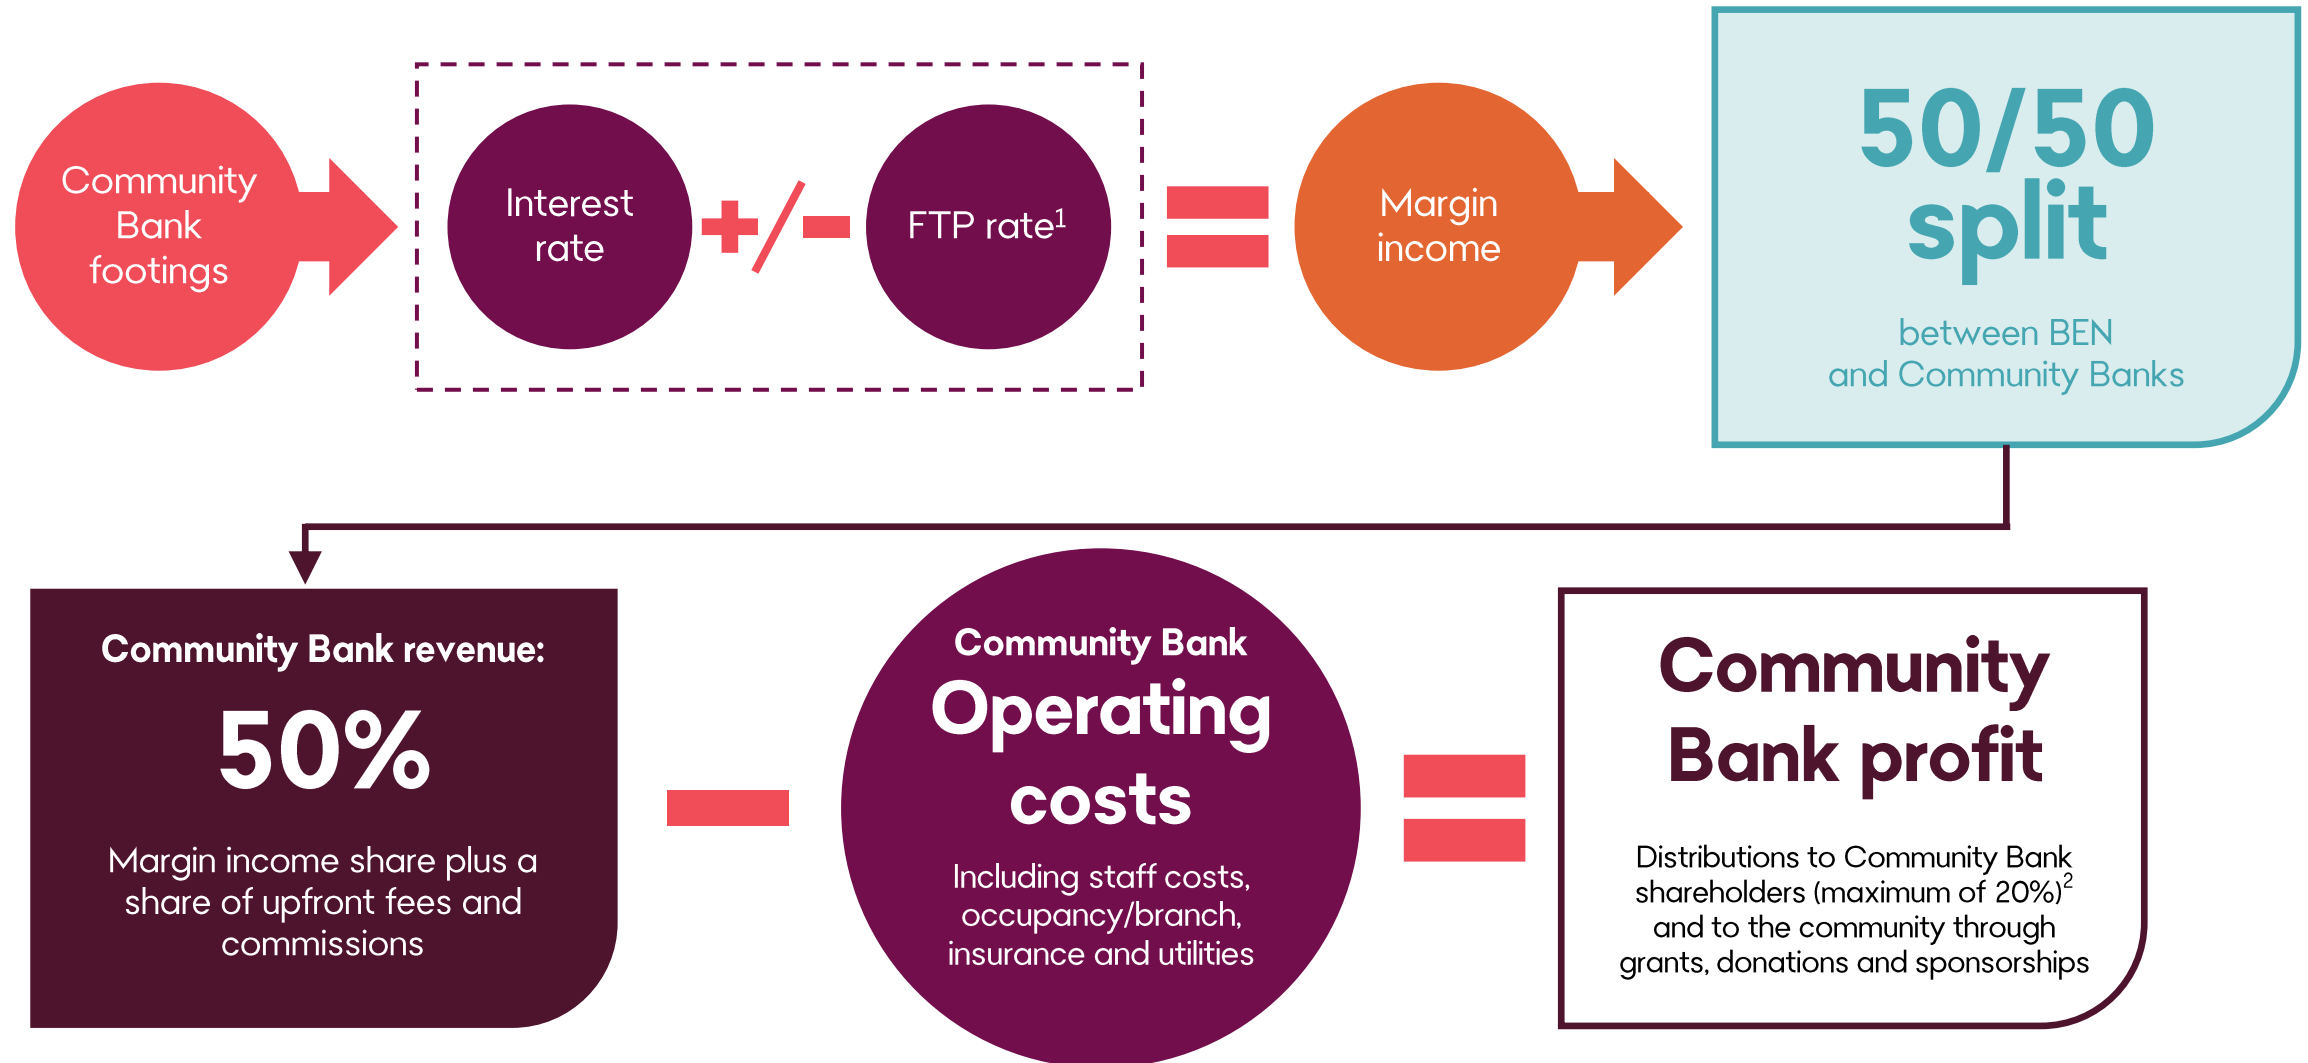 Community
Bank
footings
Interest
rate
+/-
FTP rate¹
=
Margin
income
50/50
split
between BEN
and Community Banks
Community Bank revenue:
50%
Margin income share plus a
share of upfront fees and
commissions
-
Community Bank
Operating
costs
Including staff costs,
occupancy/branch,
insurance and utilities
=
Community
Bank profit
Distributions to Community Bank
shareholders (maximum of 20%)²
and to the community through
grants, donations and sponsorships